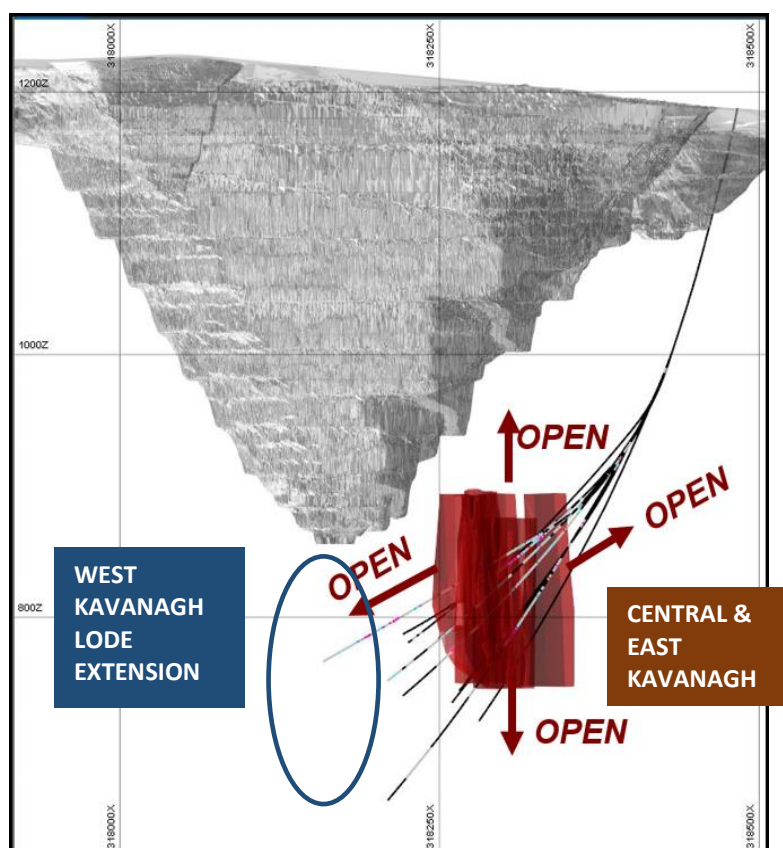 318000X
318250X
318500X
1200Z
1000Z
OPEN
OPEN
OPEN
WEST
KAVANAGH
LODE
EXTENSION
800Z
CENTRAL &
EAST
KAVANAGH
OPEN
318000X
318250X
318500X